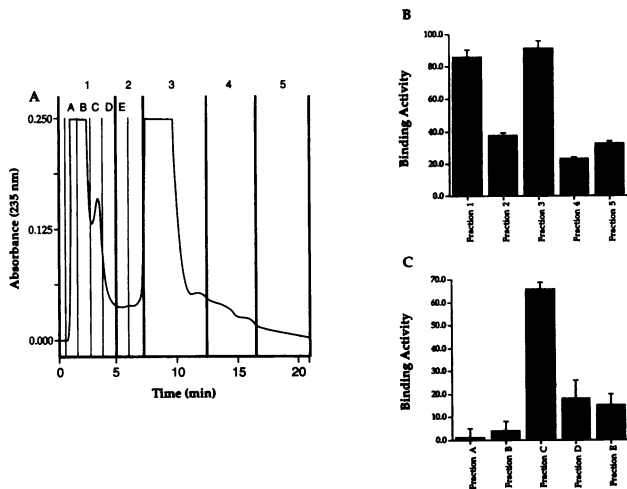 A
1 2 3 4 5
A B C D E
0.250
0.125
0.000
Absorbance (235 nm)
0 5 10 15 20
Time (min)
B
100.0
80.0
60.0
40.0
20.0
0.0
Binding Activity
Fraction 1
Fraction 2
Fraction 3
Fraction 4
Fraction 5
C
70.0
60.0
50.0
40.0
30.0
20.0
10.0
0.0
Binding Activity
Fraction A
Fraction B
Fraction C
Fraction D
Fraction E